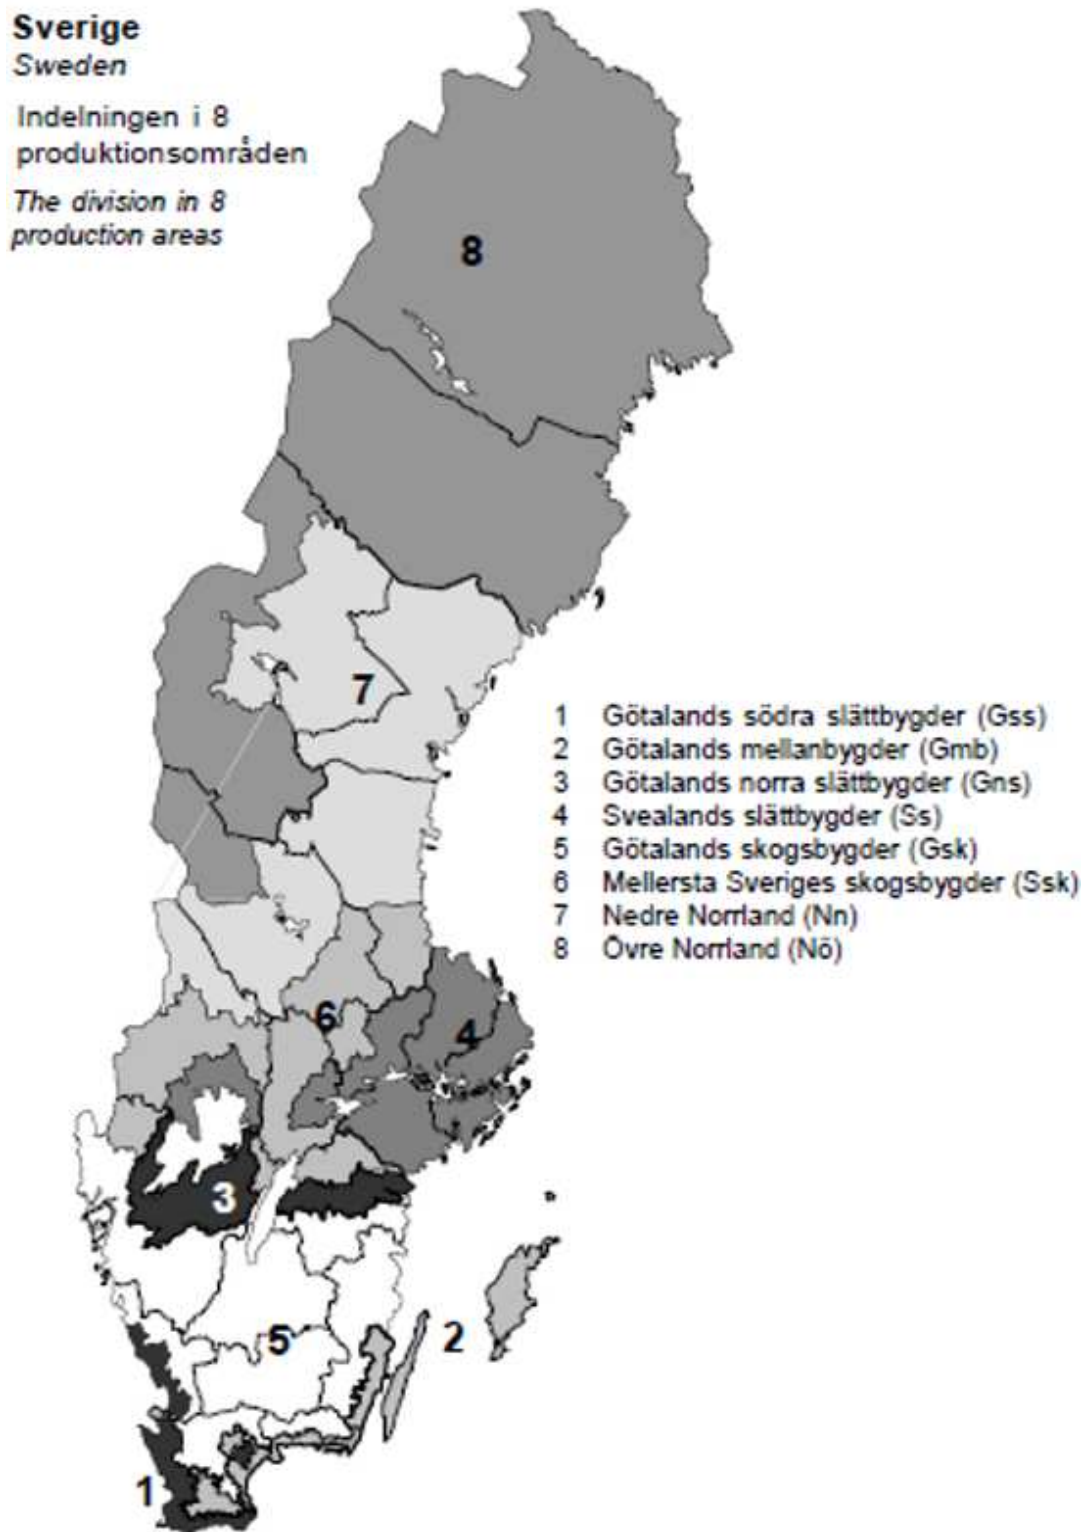 Sverige
Sweden
Indelningen i 8
produktionsområden
The division in 8
production areas
8
7
6
4
3
5
2
1
1 Götalands södra slättbygder (Gss)
2 Götalands mellanbygder (Gmb)
3 Götalands norra slättbygder (Gns)
4 Svealands slättbygder (Ss)
5 Götalands skogsbygder (Gsk)
6 Mellersta Sveriges skogsbygder (Ssk)
7 Nedre Norrland (Nn)
8 Övre Norrland (Nö)